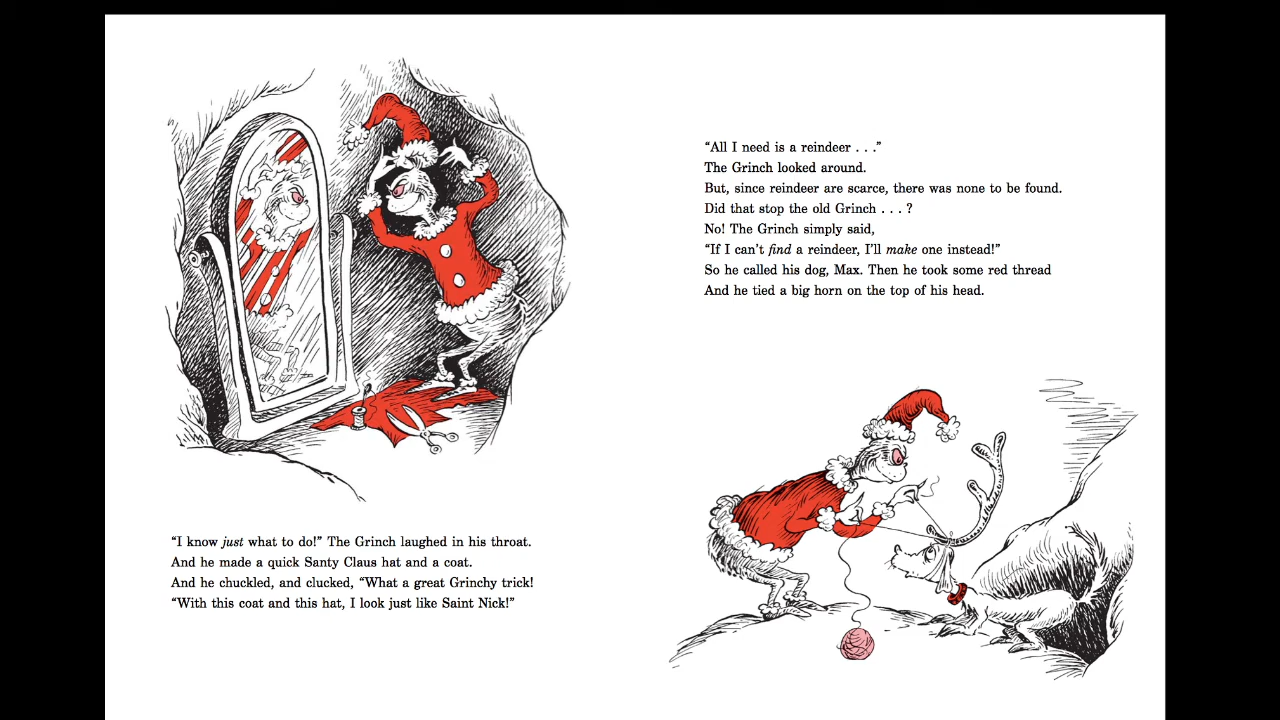 “I know just what to do!” The Grinch laughed in his throat.
And he made a quick Santy Claus hat and a coat.
And he chuckled, and clucked, “What a great Grinchy trick!
“With this coat and this hat, I look just like Saint Nick!”
“All I need is a reindeer . . .”
The Grinch looked around.
But, since reindeer are scarce, there was none to be found.
Did that stop the old Grinch . . . ?
No! The Grinch simply said,
“If I can’t find a reindeer, I’ll make one instead!”
So he called his dog, Max. Then he took some red thread
And he tied a big horn on the top of his head.